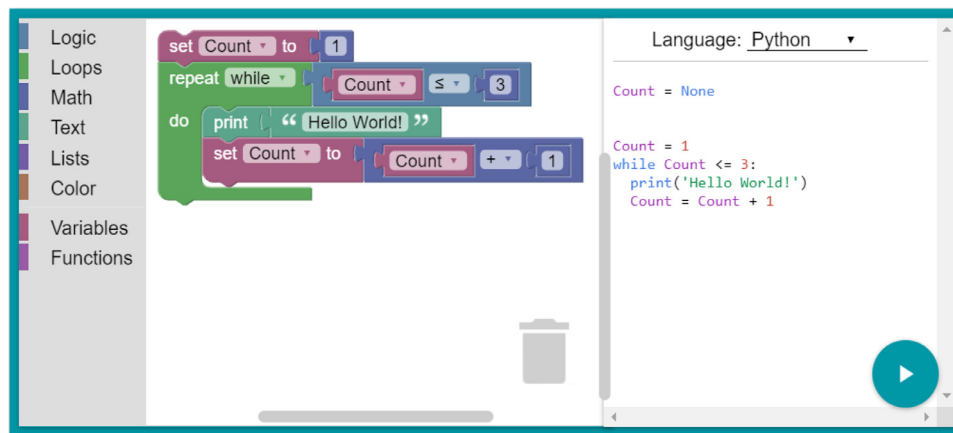 Logic
Loops
Math
Text
Lists
Color
Variables
Functions
set Count ▾ to 1
repeat while ▾ Count ▾ ≤ ▾ 3
do print “ Hello World! ”
set Count ▾ to Count ▾ + ▾ 1
Language: Python ▾
Count = None
Count = 1
while Count <= 3:
  print('Hello World!')
  Count = Count + 1